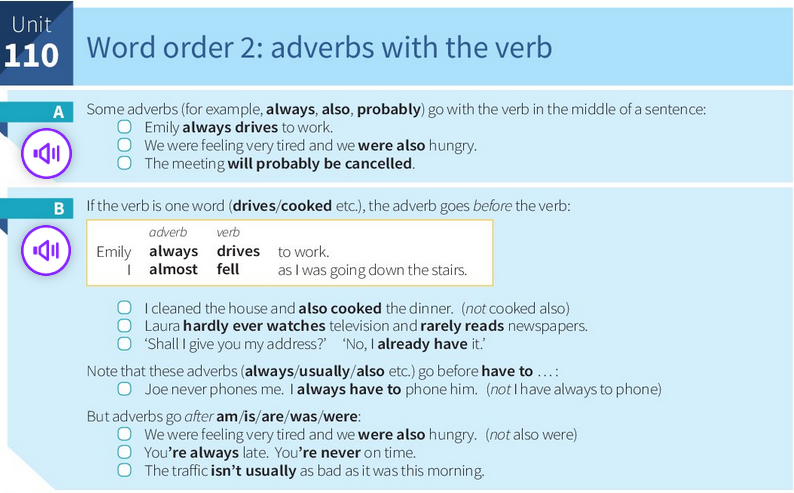 Unit
110
Word order 2: adverbs with the verb
A
Some adverbs (for example, always, also, probably) go with the verb in the middle of a sentence:
Emily always drives to work.
We were feeling very tired and we were also hungry.
The meeting will probably be cancelled.
B
If the verb is one word (drives/cooked etc.), the adverb goes before the verb:
adverb verb
Emily always drives to work.
I almost fell as I was going down the stairs.
I cleaned the house and also cooked the dinner. (not cooked also)
Laura hardly ever watches television and rarely reads newspapers.
‘Shall I give you my address?’ ‘No, I already have it.’
Note that these adverbs (always/usually/also etc.) go before have to … :
Joe never phones me. I always have to phone him. (not I have always to phone)
But adverbs go after am/is/are/was/were:
We were feeling very tired and we were also hungry. (not also were)
You’re always late. You’re never on time.
The traffic isn’t usually as bad as it was this morning.